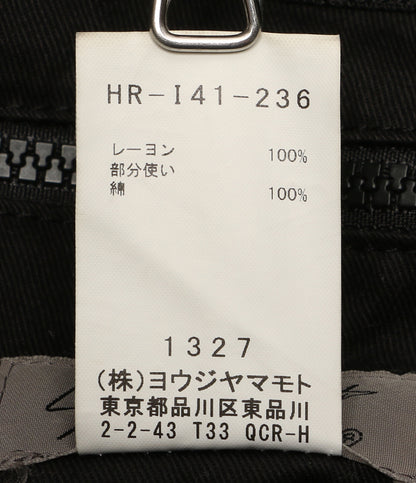 HR-I41-236
レーヨン 100%
部分使い
綿 100%
1327
(株)ヨウジヤマモト
東京都品川区東品川
2-2-43 T33 QCR-H
®